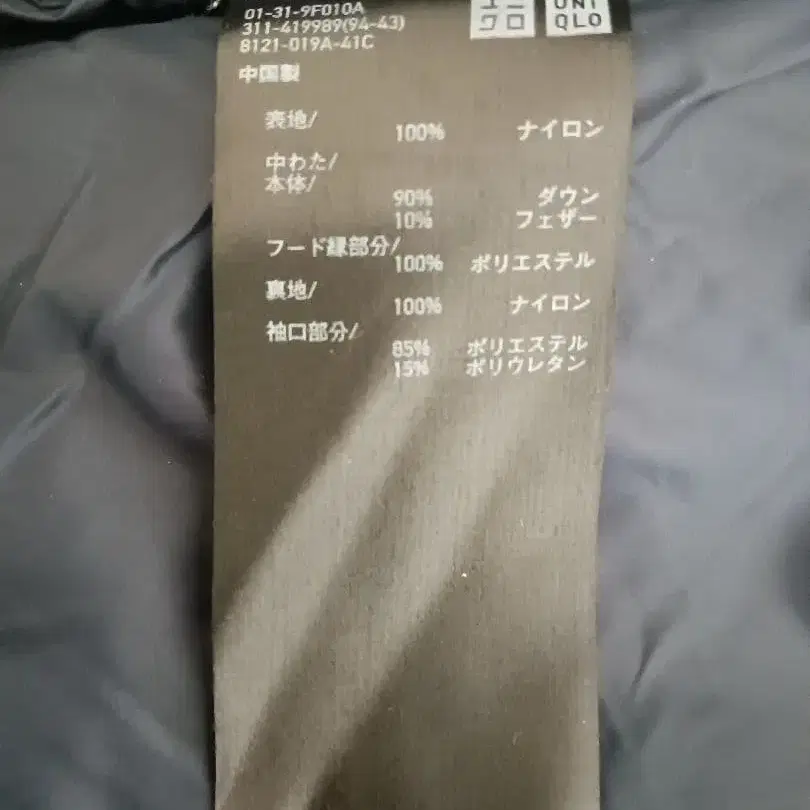 01-31-9F010A
311-419989(94-43)
8121-019A-41C
ユニ
クロ
UNI
QLO
中国製
表地/
100% ナイロン
中わた/
本体/
90% ダウン
10% フェザー
フード縁部分/
100% ポリエステル
裏地/
100% ナイロン
袖口部分/
85% ポリエステル
15% ポリウレタン